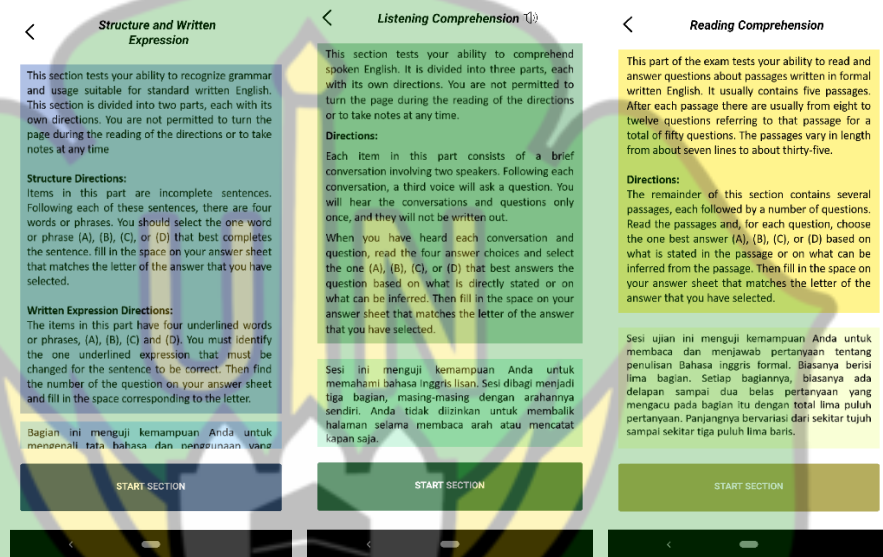 Structure and Written
Expression
This section tests your ability to recognize grammar
and usage suitable for standard written English.
This section is divided into two parts, each with its
own directions. You are not permitted to turn the
page during the reading of the directions or to take
notes at any time
Structure Directions:
Items in this part are incomplete sentences.
Following each of these sentences, there are four
words or phrases. You should select the one word
or phrase (A), (B), (C), or (D) that best completes
the sentence. fill in the space on your answer sheet
that matches the letter of the answer that you have
selected.
Written Expression Directions:
The items in this part have four underlined words
or phrases, (A), (B), (C) and (D). You must identify
the one underlined expression that must be
changed for the sentence to be correct. Then find
the number of the question on your answer sheet
and fill in the space corresponding to the letter.
Bagian ini menguji kemampuan Anda untuk
mengenali tata bahasa dan penggunaan yang
START SECTION
Listening Comprehension
This section tests your ability to comprehend
spoken English. It is divided into three parts, each
with its own directions. You are not permitted to
turn the page during the reading of the directions
or to take notes at any time.
Directions:
Each item in this part consists of a brief
conversation involving two speakers. Following each
conversation, a third voice will ask a question. You
will hear the conversations and questions only
once, and they will not be written out.
When you have heard each conversation and
question, read the four answer choices and select
the one (A), (B), (C), or (D) that best answers the
question based on what is directly stated or on
what can be inferred. Then fill in the space on your
answer sheet that matches the letter of the answer
that you have selected.
Sesi ini menguji kemampuan Anda untuk
memahami bahasa Inggris lisan. Sesi dibagi menjadi
tiga bagian, masing-masing dengan arahannya
sendiri. Anda tidak diizinkan untuk membalik
halaman selama membaca arah atau mencatat
kapan saja.
START SECTION
Reading Comprehension
This part of the exam tests your ability to read and
answer questions about passages written in formal
written English. It usually contains five passages.
After each passage there are usually from eight to
twelve questions referring to that passage for a
total of fifty questions. The passages vary in length
from about seven lines to about thirty-five.
Directions:
The remainder of this section contains several
passages, each followed by a number of questions.
Read the passages and, for each question, choose
the one best answer (A), (B), (C), or (D) based on
what is stated in the passage or on what can be
inferred from the passage. Then fill in the space on
your answer sheet that matches the letter of the
answer that you have selected.
Sesi ujian ini menguji kemampuan Anda untuk
membaca dan menjawab pertanyaan tentang
penulisan Bahasa inggris formal. Biasanya berisi
lima bagian. Setiap bagiannya, biasanya ada
delapan sampai dua belas pertanyaan yang
mengacu pada bagian itu dengan total lima puluh
pertanyaan. Panjangnya bervariasi dari sekitar tujuh
sampai sekitar tiga puluh lima baris.
START SECTION
UIN